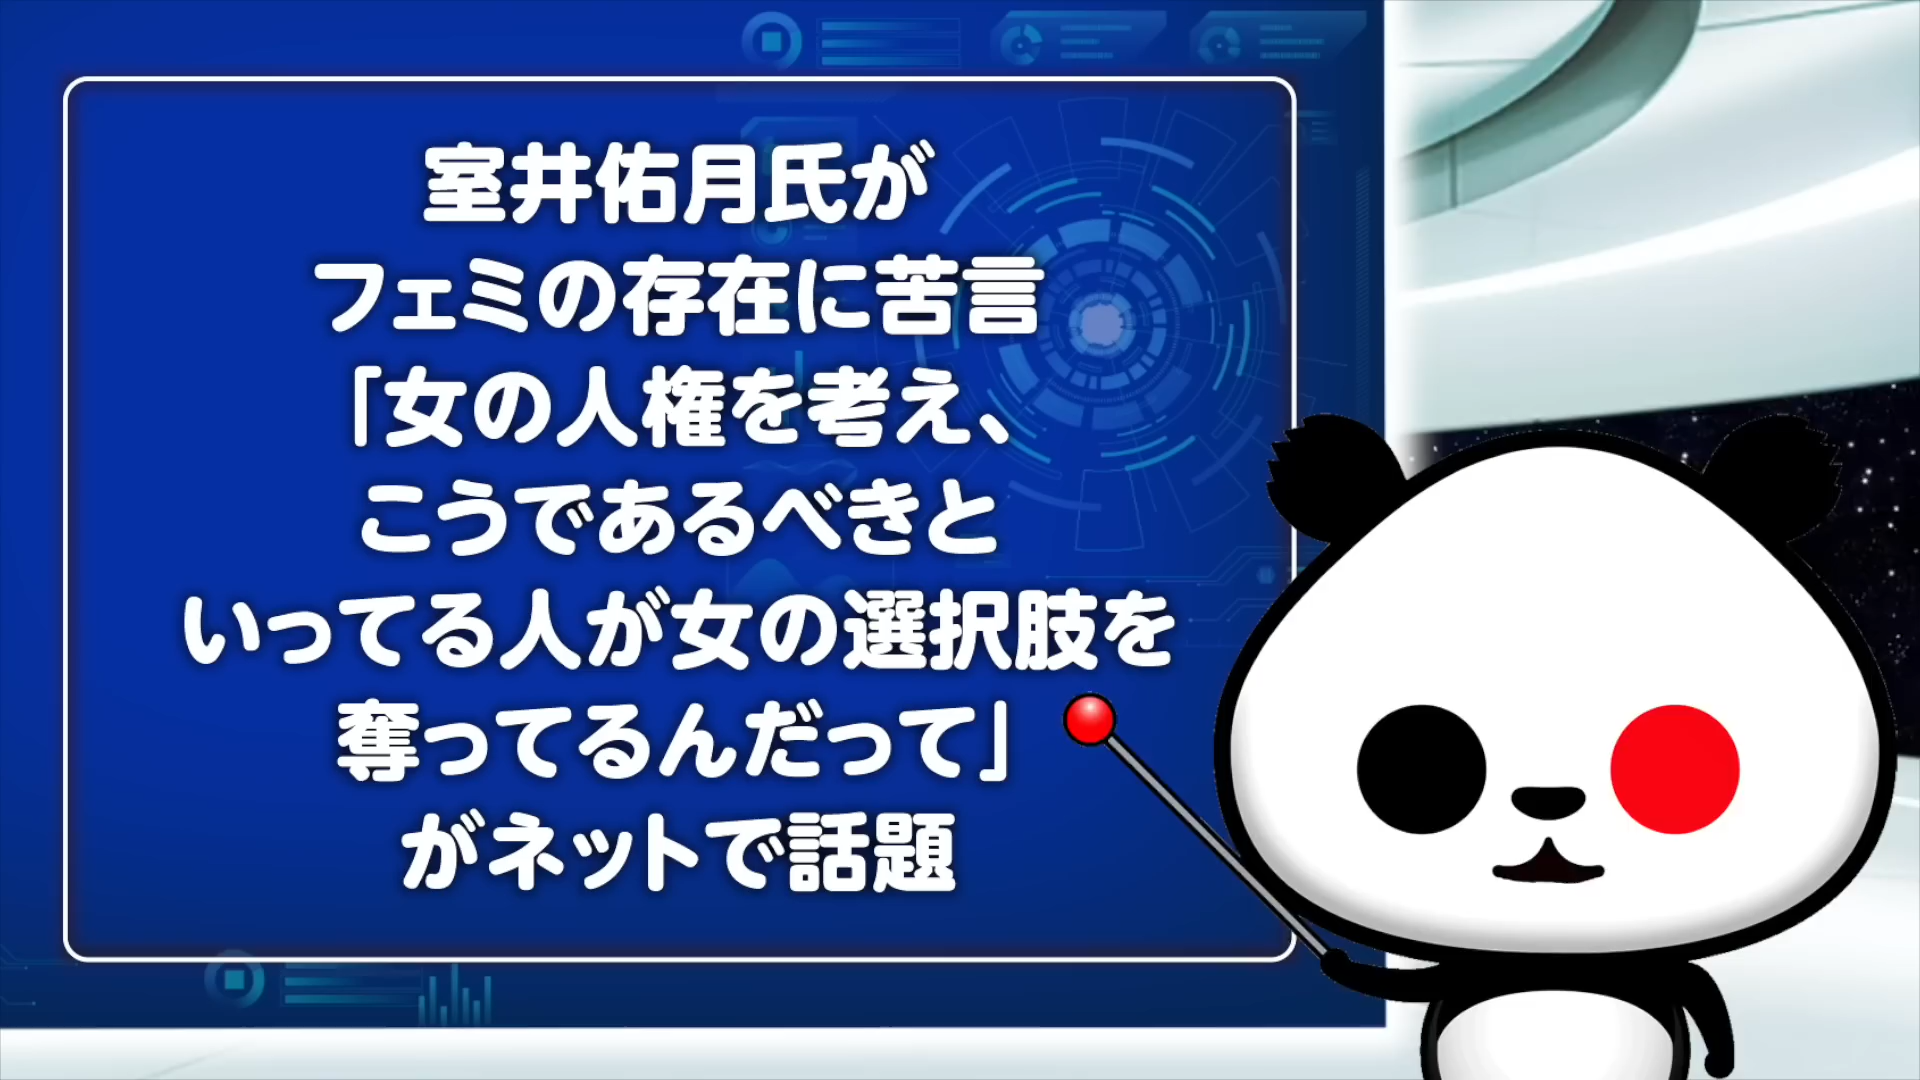 室井佑月氏が
フェミの存在に苦言
「女の人権を考え、
こうであるべきと
いってる人が女の選択肢を
奪ってるんだって」
がネットで話題